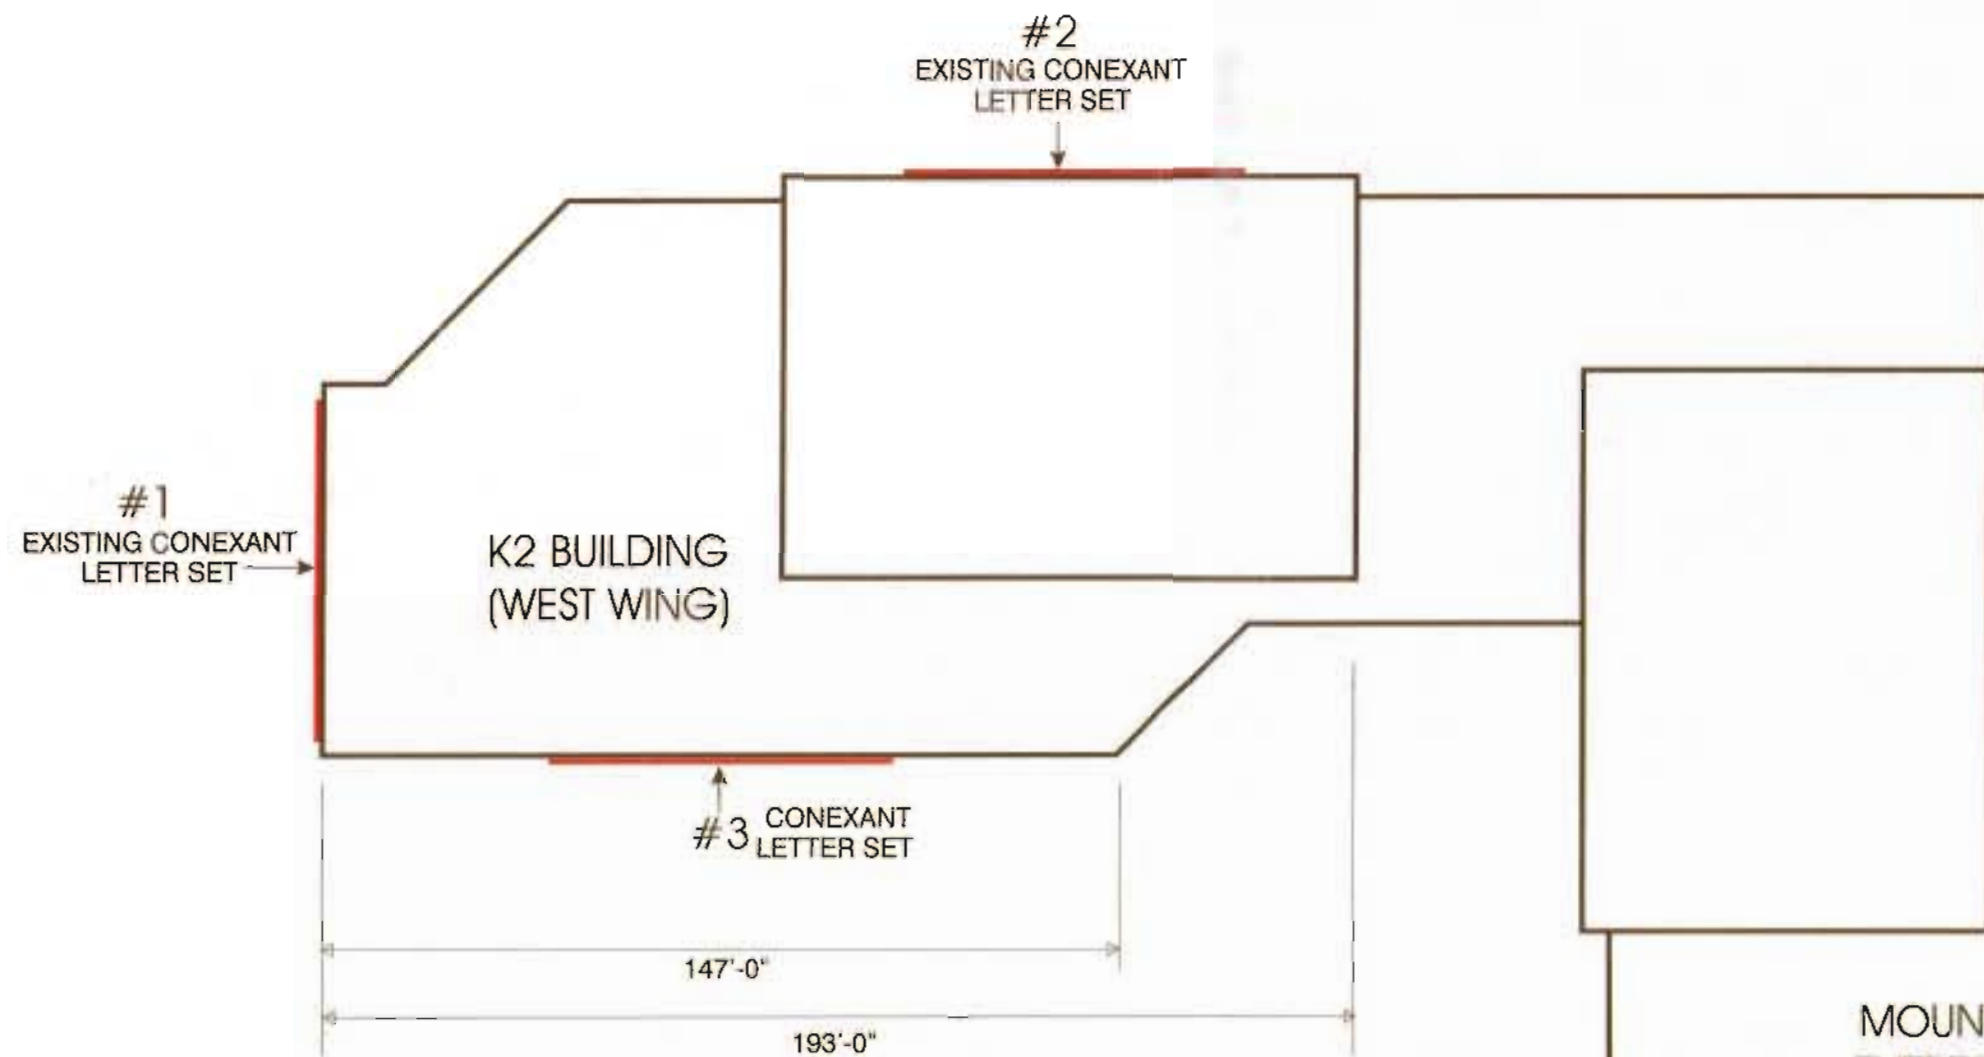 #2
EXISTING CONEXANT
LETTER SET
#1
EXISTING CONEXANT
LETTER SET
K2 BUILDING
(WEST WING)
#3 CONEXANT
LETTER SET
147'-0"
193'-0"
MOUN